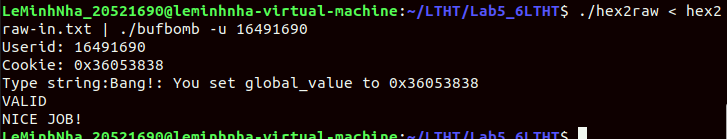 LeMinhNha_20521690@leminhnha-virtual-machine:~/LTHT/Lab5_6LTHT$ ./hex2raw < hex2
raw-in.txt | ./bufbomb -u 16491690
Userid: 16491690
Cookie: 0x36053838
Type string:Bang!: You set global_value to 0x36053838
VALID
NICE JOB!
LeMinhNha_20521690@leminhnha-virtual-machine:~/LTHT/Lab5_6LTHT$